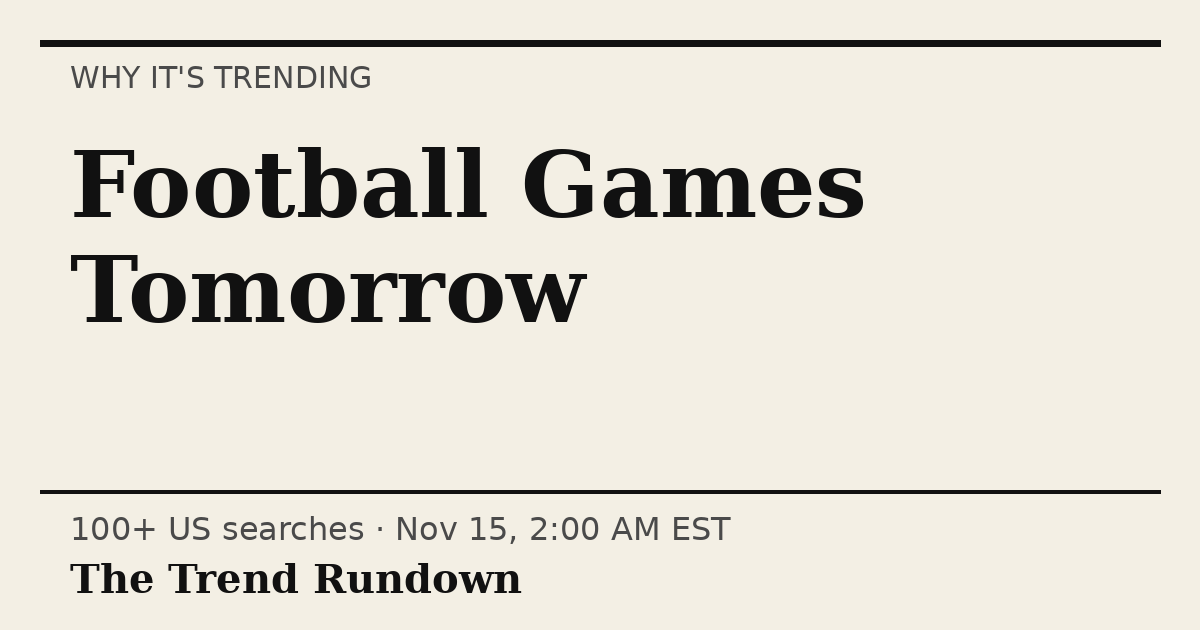 WHY IT'S TRENDING
Football Games
Tomorrow
100+ US searches · Nov 15, 2:00 AM EST
The Trend Rundown